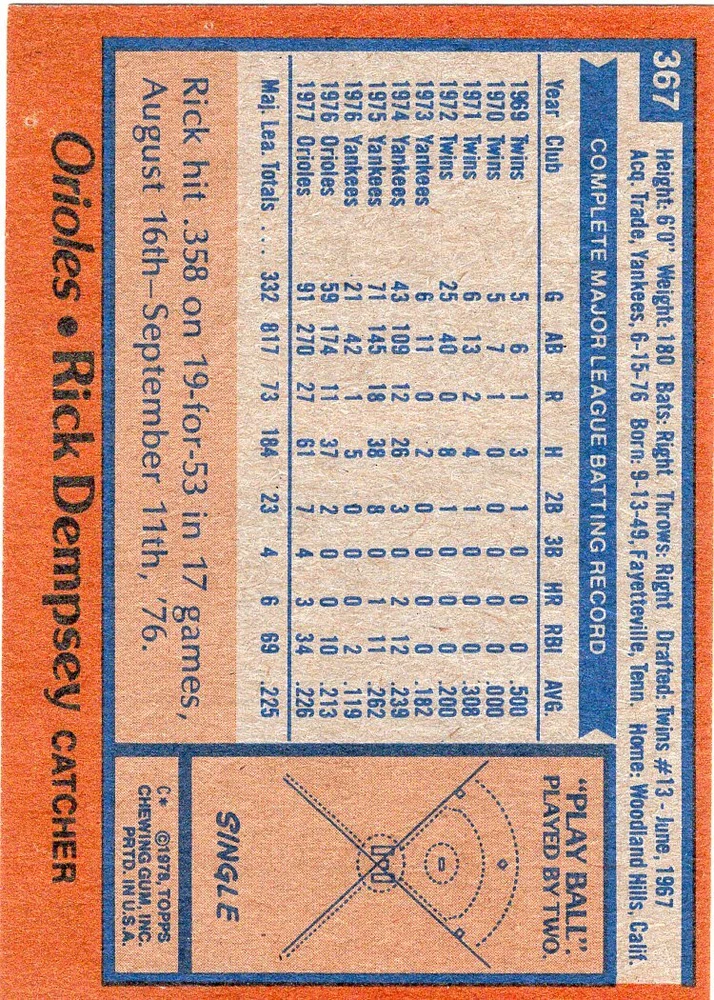 367
Height: 6'0" Weight: 180 Bats: Right Throws: Right Drafted: Twins #13 - June, 1967
Acq. Trade, Yankees, 6-15-76 Born: 9-13-49, Fayetteville, Tenn. Home: Woodland Hills, Calif.
COMPLETE MAJOR LEAGUE BATTING RECORD
Year Club G AB R H 2B 3B HR RBI AVG.
1969 Twins 5 6 1 3 1 0 0 0 .500
1970 Twins 5 7 1 0 0 0 0 0 .000
1971 Twins 6 13 2 4 1 0 0 0 .308
1972 Twins 25 40 0 8 1 0 0 0 .200
1973 Yankees 6 11 0 2 0 0 0 0 .182
1974 Yankees 43 109 12 26 3 0 2 12 .239
1975 Yankees 71 145 18 38 8 0 1 11 .262
1976 Yankees 21 42 1 5 0 0 0 2 .119
1976 Orioles 59 174 11 37 2 0 0 10 .213
1977 Orioles 91 270 27 61 7 4 3 34 .226
Maj. Lea. Totals . . . 332 817 73 184 23 4 6 69 .225
Rick hit .358 on 19-for-53 in 17 games,
August 16th–September 11th, '76.
"PLAY BALL".
PLAYED BY TWO.
SINGLE
C* ©1978, TOPPS
CHEWING GUM, INC.
PRTD. IN U.S.A.
Orioles • Rick Dempsey CATCHER